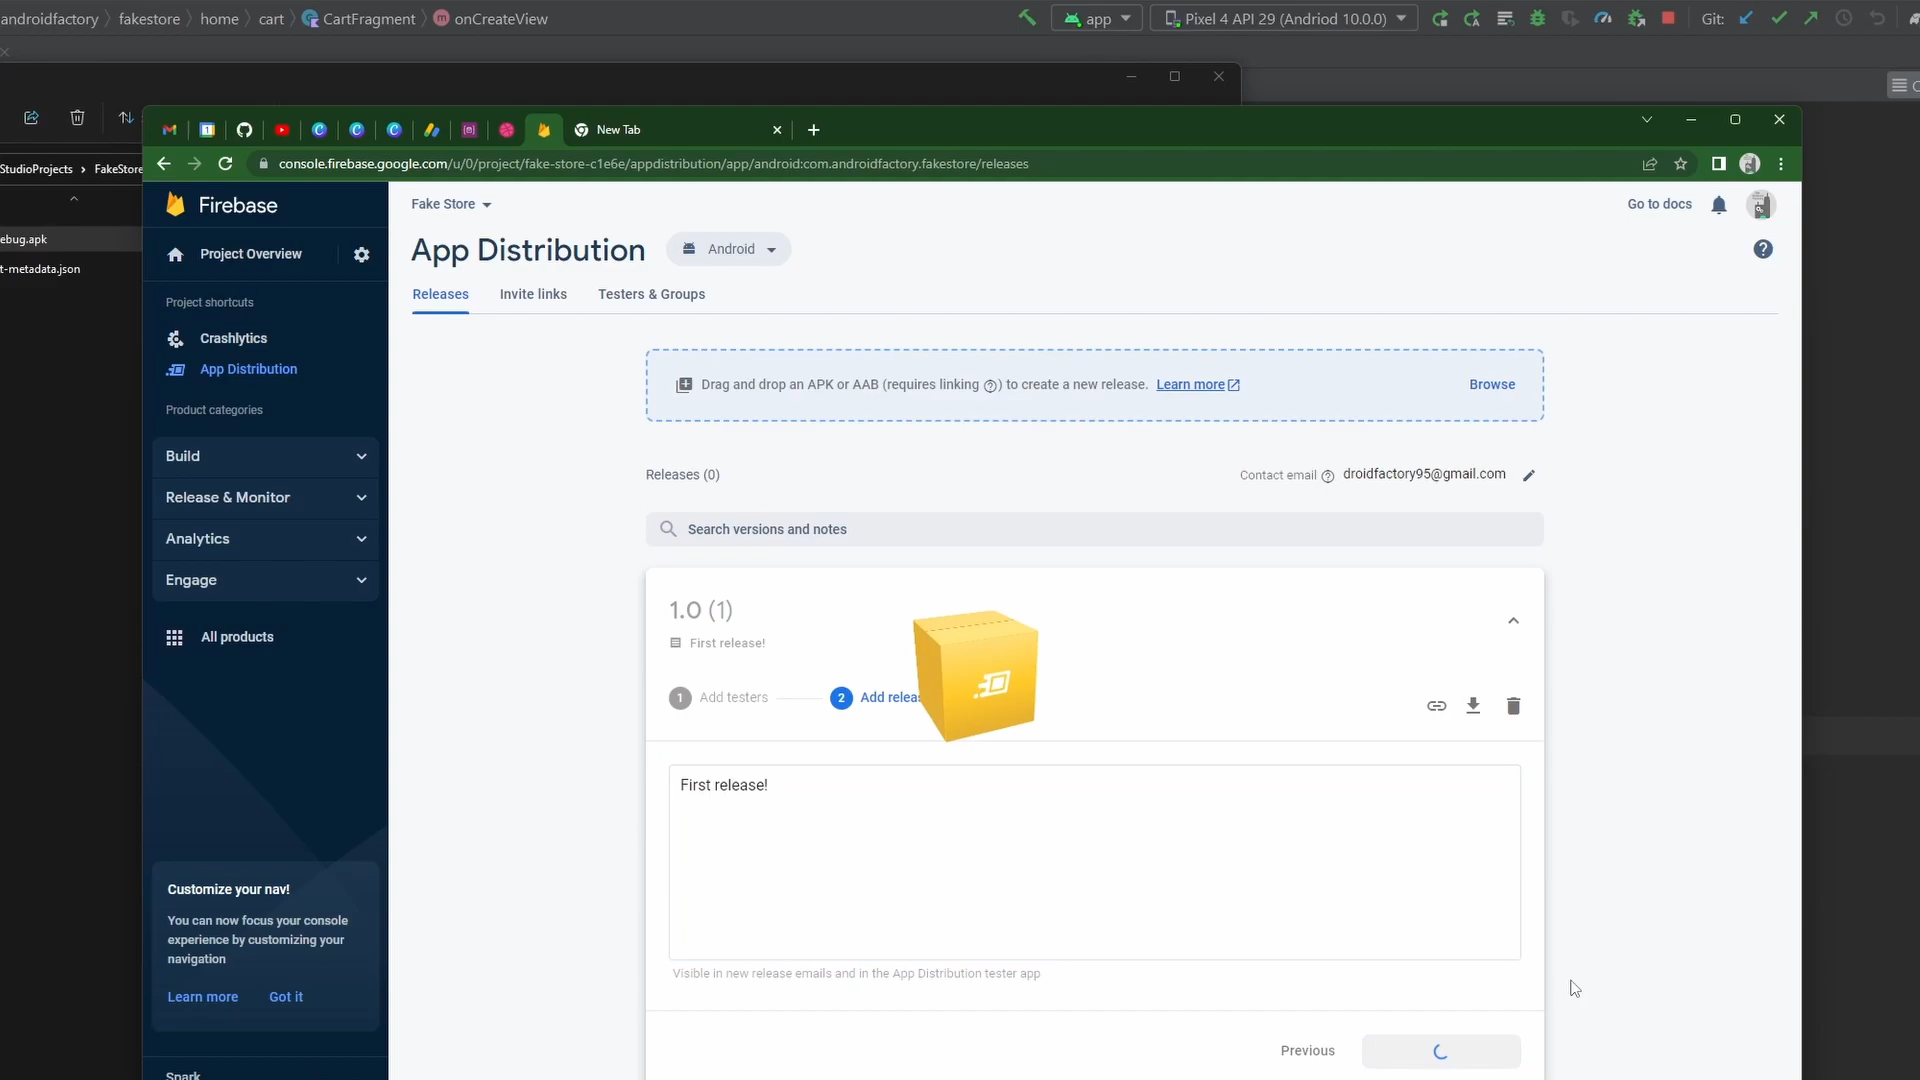 androidfactory
fakestore
home
cart
CartFragment
onCreateView
app
Pixel 4 API 29 (Andriod 10.0.0)
Git:
New Tab
console.firebase.google.com/u/0/project/fake-store-c1e6e/appdistribution/app/android:com.androidfactory.fakestore/releases
StudioProjects
FakeStore
ebug.apk
t-metadata.json
Firebase
Project Overview
Project shortcuts
Crashlytics
App Distribution
Product categories
Build
Release & Monitor
Analytics
Engage
All products
Customize your nav!
You can now focus your console
experience by customizing your
navigation
Learn more
Got it
Spark
Fake Store
Go to docs
App Distribution
Android
Releases
Invite links
Testers & Groups
Drag and drop an APK or AAB (requires linking ?) to create a new release. Learn more
Browse
Releases (0)
Contact email
droidfactory95@gmail.com
Search versions and notes
1.0 (1)
First release!
1 Add testers
2 Add relea
First release!
Visible in new release emails and in the App Distribution tester app
Previous